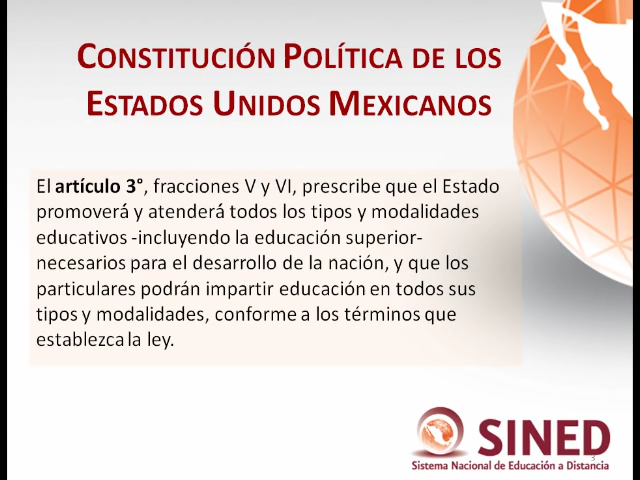 CONSTITUCIÓN POLÍTICA DE LOS
ESTADOS UNIDOS MEXICANOS
El artículo 3°, fracciones V y VI, prescribe que el Estado
promoverá y atenderá todos los tipos y modalidades
educativos -incluyendo la educación superior-
necesarios para el desarrollo de la nación, y que los
particulares podrán impartir educación en todos sus
tipos y modalidades, conforme a los términos que
establezca la ley.
SINED
3
Sistema Nacional de Educación a Distancia